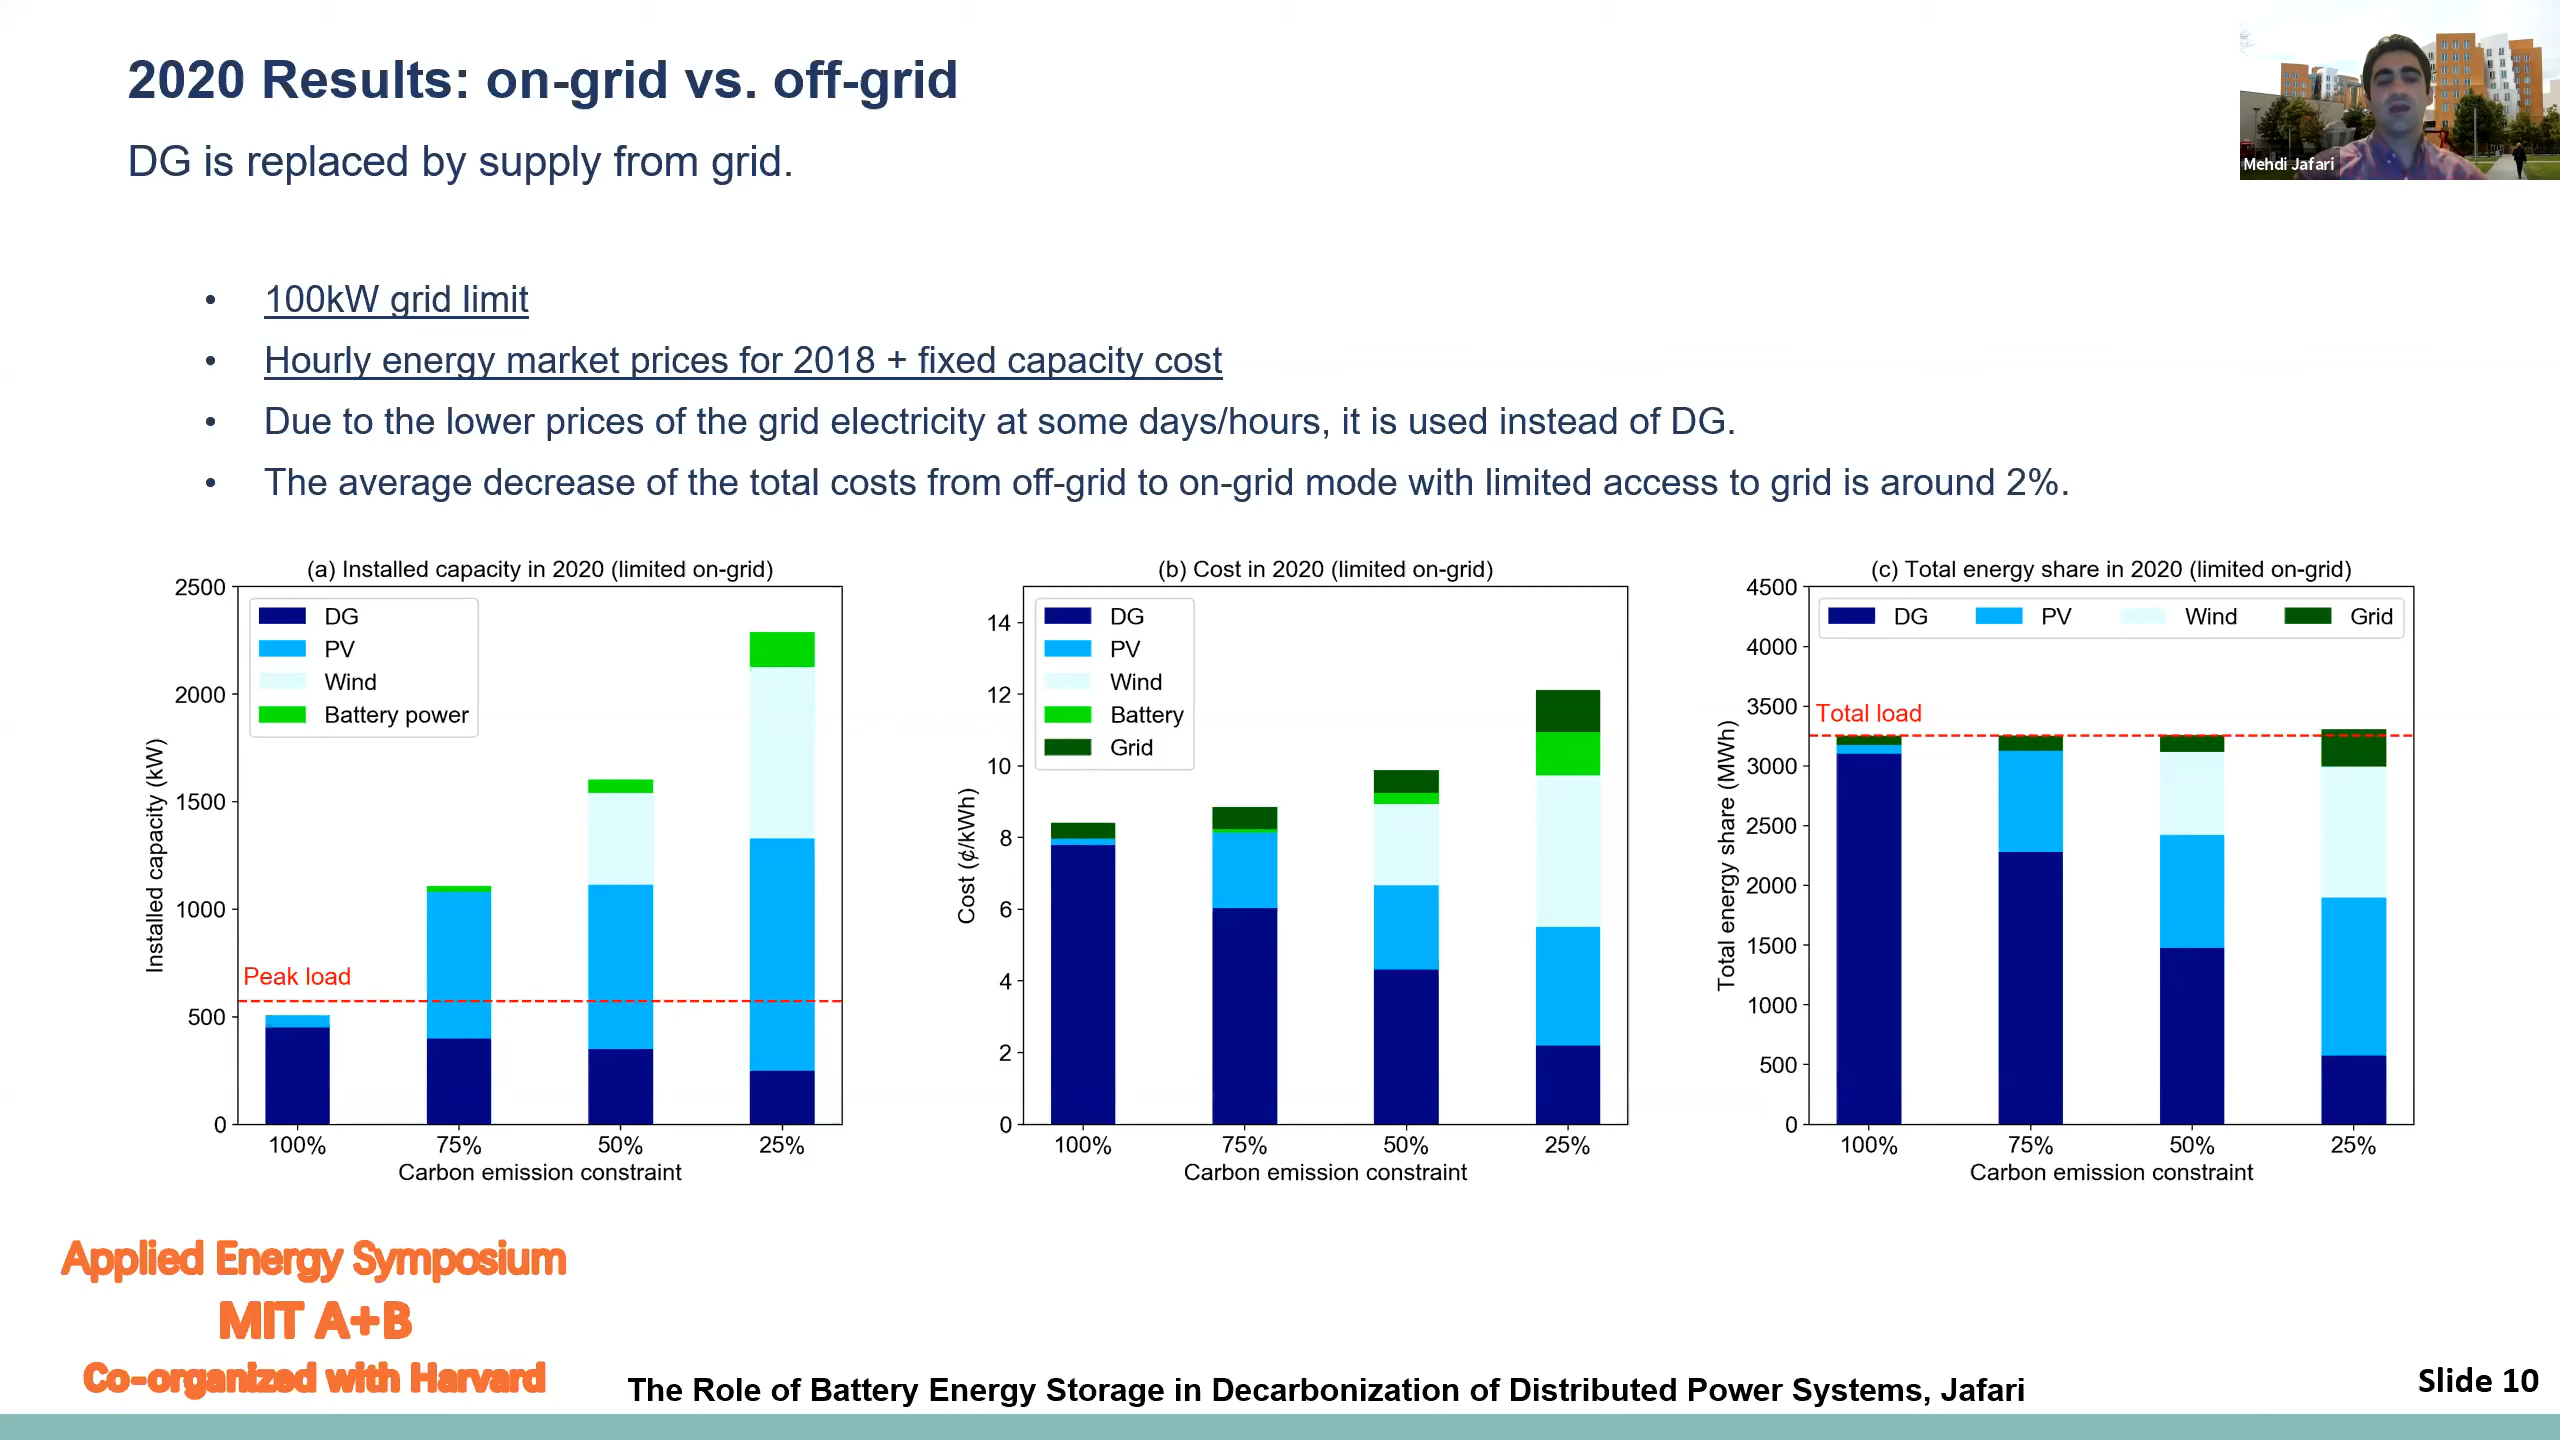 2020 Results: on-grid vs. off-grid
DG is replaced by supply from grid.
Mehdi Jafari
• 100kW grid limit
• Hourly energy market prices for 2018 + fixed capacity cost
• Due to the lower prices of the grid electricity at some days/hours, it is used instead of DG.
• The average decrease of the total costs from off-grid to on-grid mode with limited access to grid is around 2%.
(a) Installed capacity in 2020 (limited on-grid)
2500
2000
1500
1000
500
0
Installed capacity (kW)
DG
PV
Wind
Battery power
Peak load
100% 75% 50% 25%
Carbon emission constraint
(b) Cost in 2020 (limited on-grid)
14
12
10
8
6
4
2
0
Cost (¢/kWh)
DG
PV
Wind
Battery
Grid
100% 75% 50% 25%
Carbon emission constraint
(c) Total energy share in 2020 (limited on-grid)
4500
4000
3500
3000
2500
2000
1500
1000
500
0
Total energy share (MWh)
DG PV Wind Grid
Total load
100% 75% 50% 25%
Carbon emission constraint
Applied Energy Symposium
MIT A+B
Co-organized with Harvard
The Role of Battery Energy Storage in Decarbonization of Distributed Power Systems, Jafari
Slide 10